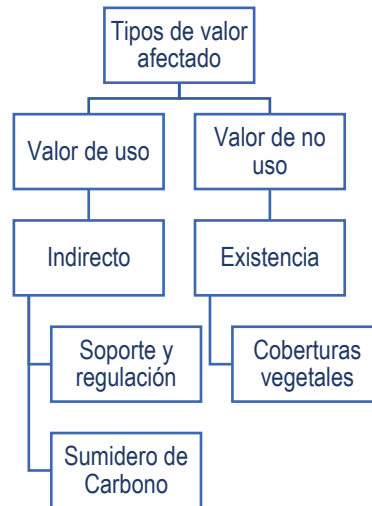 Tipos de valor
afectado
Valor de uso
Valor de no
uso
Indirecto
Existencia
Soporte y
regulación
Coberturas
vegetales
Sumidero de
Carbono